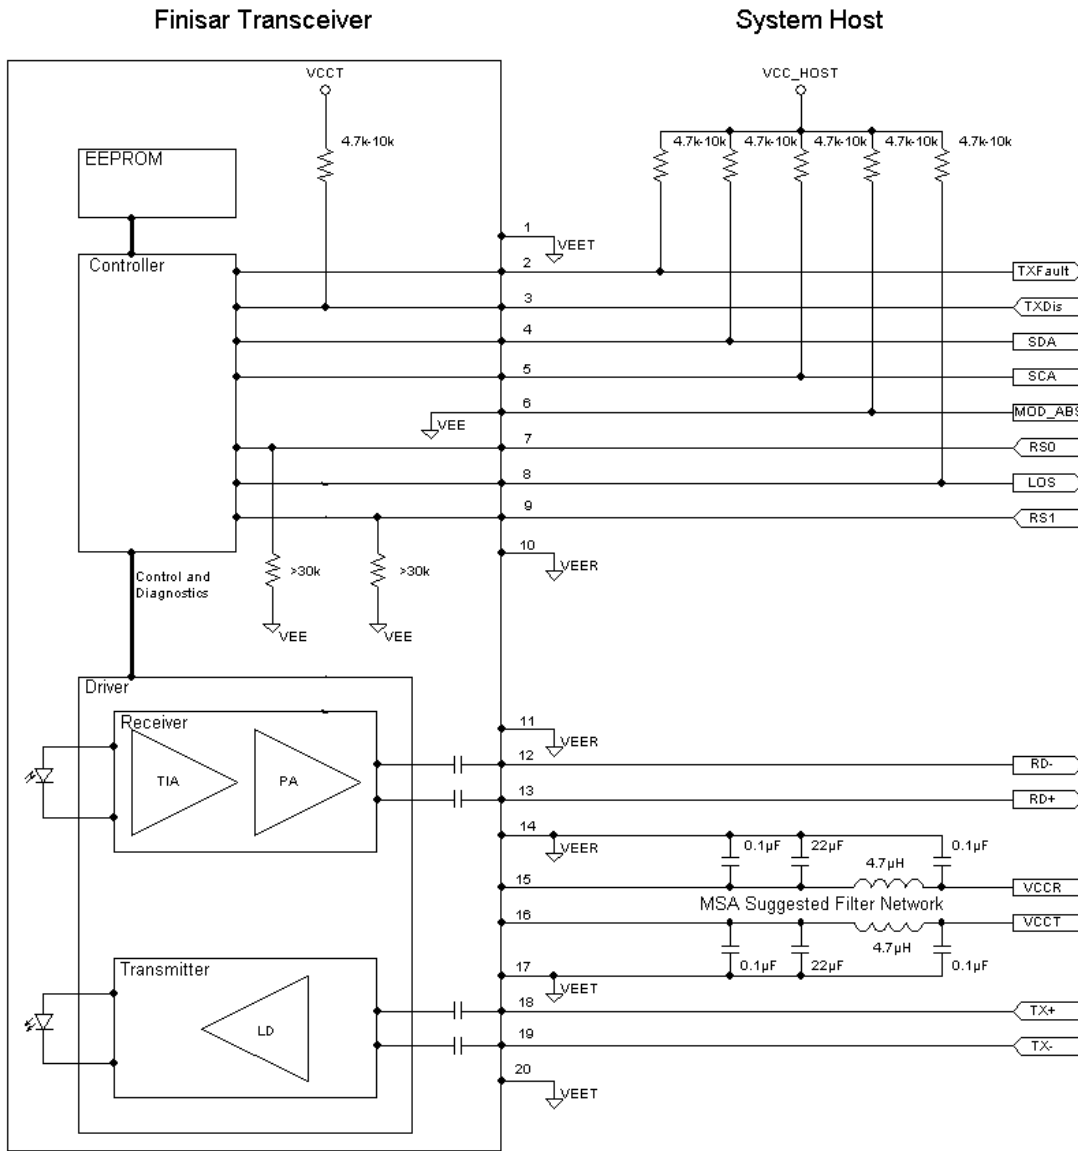 Finisar Transceiver
System Host
VCCT
VCC_HOST
4.7k-10k
4.7k-10k
4.7k-10k
4.7k-10k
4.7k-10k
4.7k-10k
EEPROM
1
VEET
Controller
2
TXFault
3
TXDis
4
SDA
5
SCA
6
MOD_ABS
VEE
7
RS0
8
LOS
9
RS1
10
VEER
>30k
>30k
Control and
Diagnostics
VEE
VEE
Driver
Receiver
11
VEER
12
RD-
TIA
PA
13
RD+
14
VEER
0.1µF
22µF
0.1µF
4.7µH
15
VCCR
MSA Suggested Filter Network
16
VCCT
4.7µH
0.1µF
22µF
0.1µF
Transmitter
17
VEET
18
TX+
LD
19
TX-
20
VEET